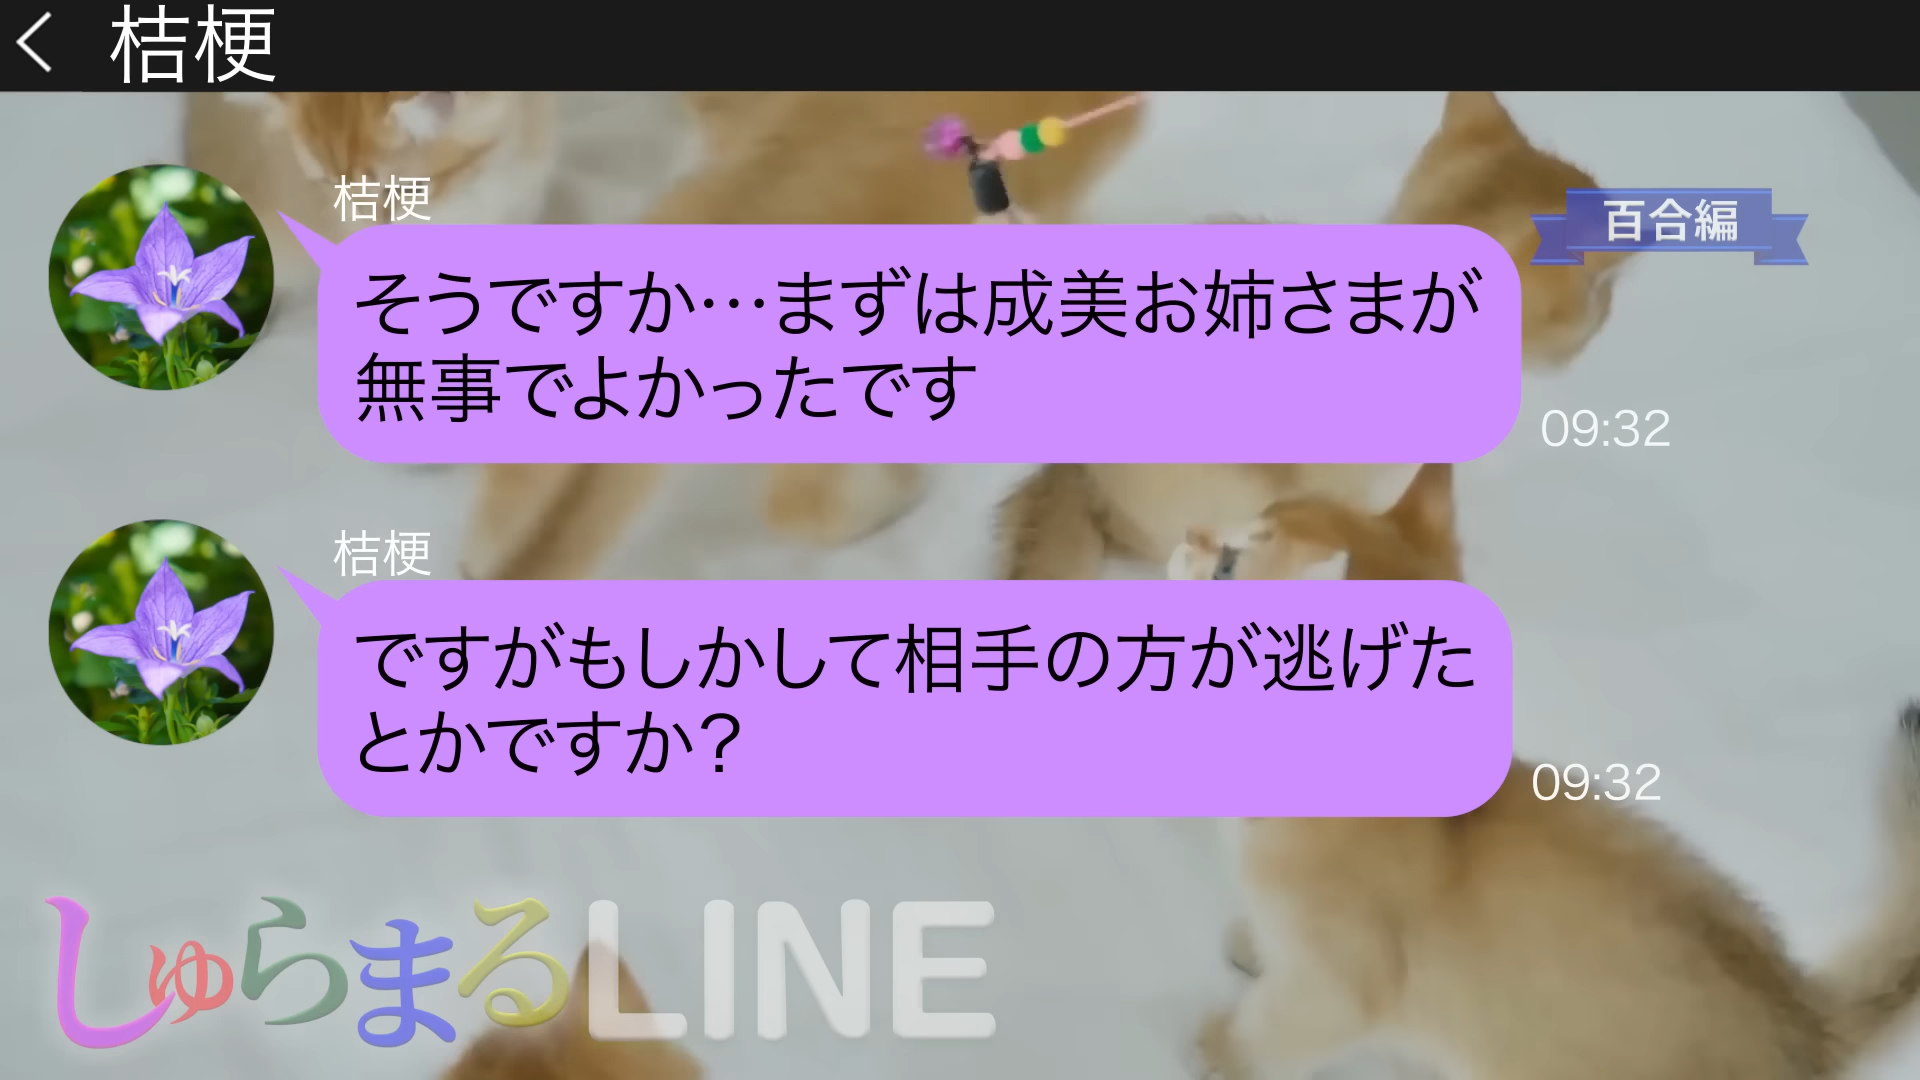 桔梗
桔梗
百合編
そうですか…まずは成美お姉さまが
無事でよかったです
09:32
桔梗
ですがもしかして相手の方が逃げた
とかですか？
09:32
しゅらまるLINE